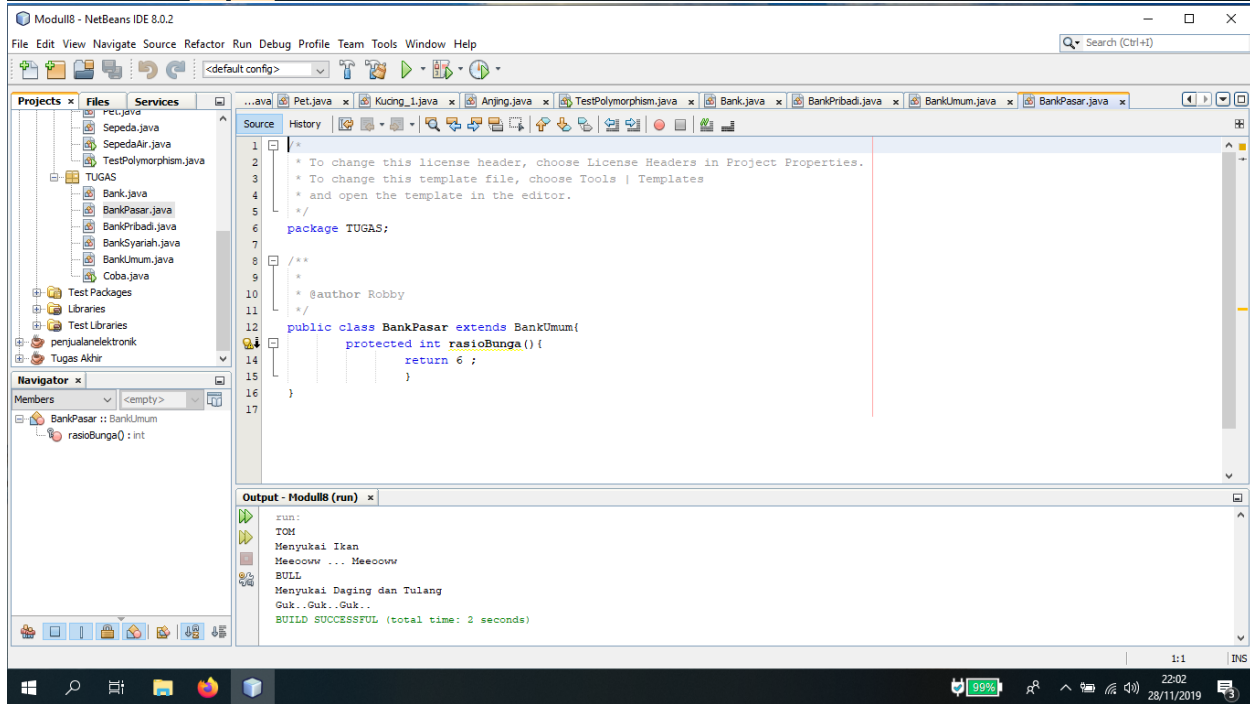 Modull8 - NetBeans IDE 8.0.2
File Edit View Navigate Source Refactor Run Debug Profile Team Tools Window Help
Search (Ctrl+I)
<default config>
Projects x Files Services
...ava Pet.java x Kucing_1.java x Anjing.java x TestPolymorphism.java x Bank.java x BankPribadi.java x BankUmum.java x BankPasar.java x
Source History
Pet.java
Sepeda.java
SepedaAir.java
TestPolymorphism.java
TUGAS
Bank.java
BankPasar.java
BankPribadi.java
BankSyariah.java
BankUmum.java
Coba.java
Test Packages
Libraries
Test Libraries
penjualanelektronik
Tugas Akhir
Navigator x
Members <empty>
BankPasar :: BankUmum
rasioBunga() : int
1 /*
2 * To change this license header, choose License Headers in Project Properties.
3 * To change this template file, choose Tools | Templates
4 * and open the template in the editor.
5 */
6 package TUGAS;
7
8 /**
9 *
10 * @author Robby
11 */
12 public class BankPasar extends BankUmum{
protected int rasioBunga(){
14 return 6 ;
15 }
16 }
17
Output - Modull8 (run) x
run:
TOM
Menyukai Ikan
Meeooww ... Meeooww
BULL
Menyukai Daging dan Tulang
Guk..Guk..Guk..
BUILD SUCCESSFUL (total time: 2 seconds)
1:1 INS
99%
22:02
28/11/2019
3